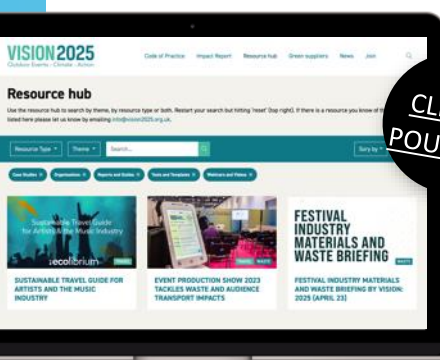 VISION 2025
Outdoor Events - Climate - Action
Code of Practice
Impact Report
Resource hub
Green suppliers
News
Join
Resource hub
Use the resource hub to search by theme, by resource type or both. Restart your search but hitting 'reset' (top right). If there is a resource you know of
listed here please let us know by emailing info@vision2025.org.uk.
CLI
POU
Resource Type
Theme
Search...
Sort by
Case Studies
Organisations
Reports and Guides
Tools and Templates
Webinars and Videos
Sustainable Travel Guide
for Artists & the Music Industry
ecolibrium
TRAVEL
TRAVEL
WASTE
FESTIVAL
INDUSTRY
MATERIALS AND
WASTE BRIEFING
WASTE
SUSTAINABLE TRAVEL GUIDE FOR
ARTISTS AND THE MUSIC
INDUSTRY
EVENT PRODUCTION SHOW 2023
TACKLES WASTE AND AUDIENCE
TRANSPORT IMPACTS
FESTIVAL INDUSTRY MATERIALS
AND WASTE BRIEFING BY VISION:
2025 (APRIL 23)